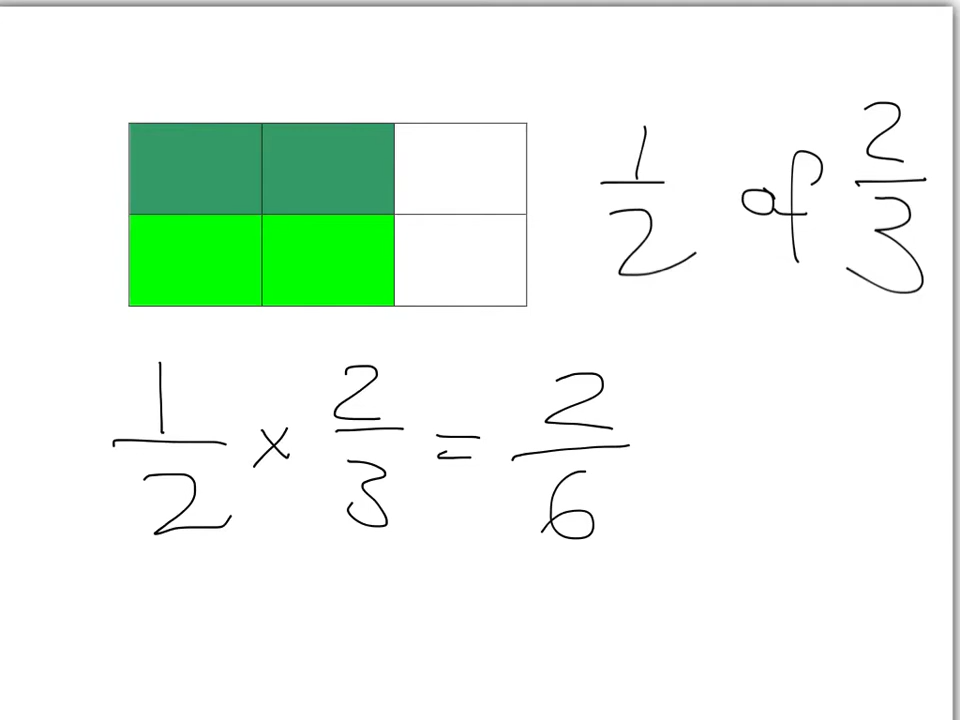 1/2 of 2/3
1/2 × 2/3 = 2/6